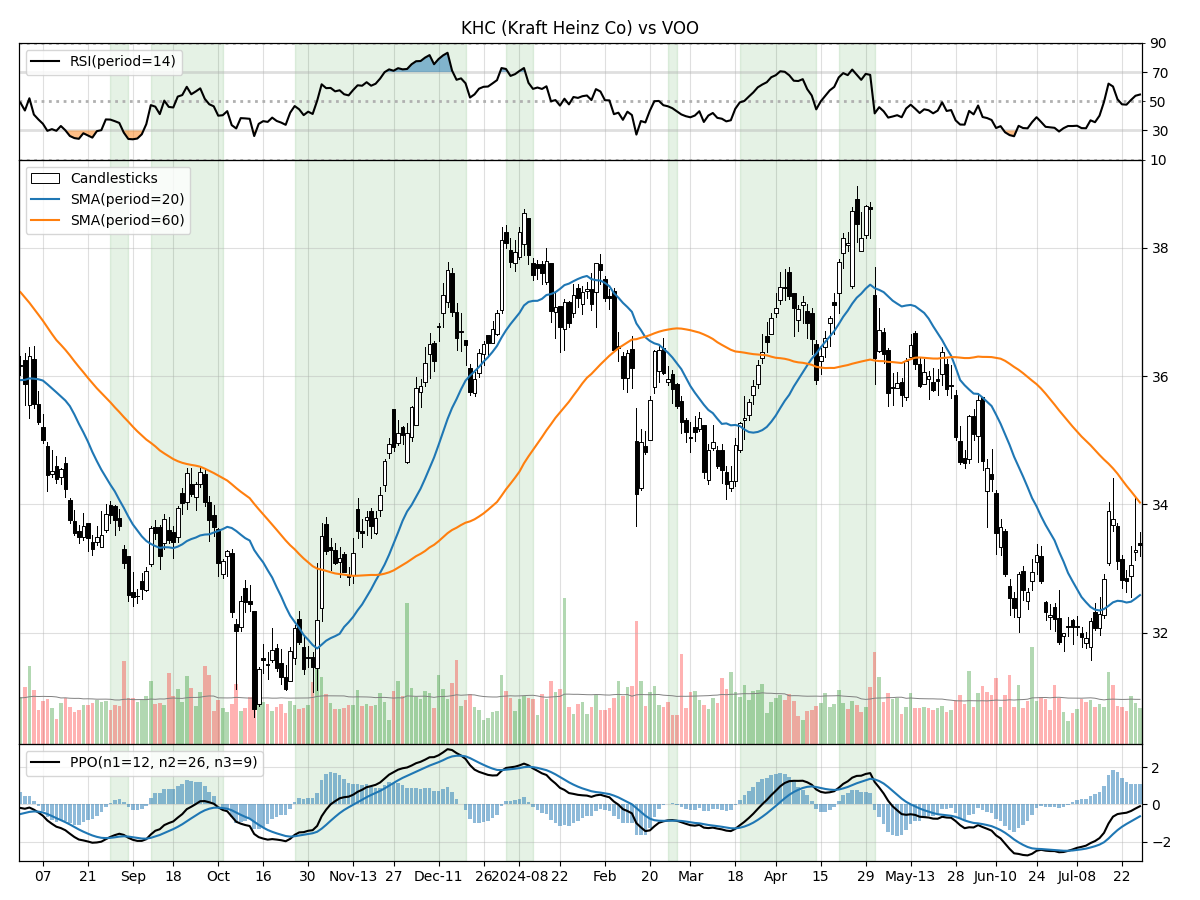 KHC (Kraft Heinz Co) vs VOO
RSI(period=14)
90
70
50
30
10
Candlesticks
SMA(period=20)
SMA(period=60)
38
36
34
32
PPO(n1=12, n2=26, n3=9)
2
0
−2
07 21 Sep 18 Oct 16 30 Nov-13 27 Dec-11 26 2024-08 22 Feb 20 Mar 18 Apr 15 29 May-13 28 Jun-10 24 Jul-08 22